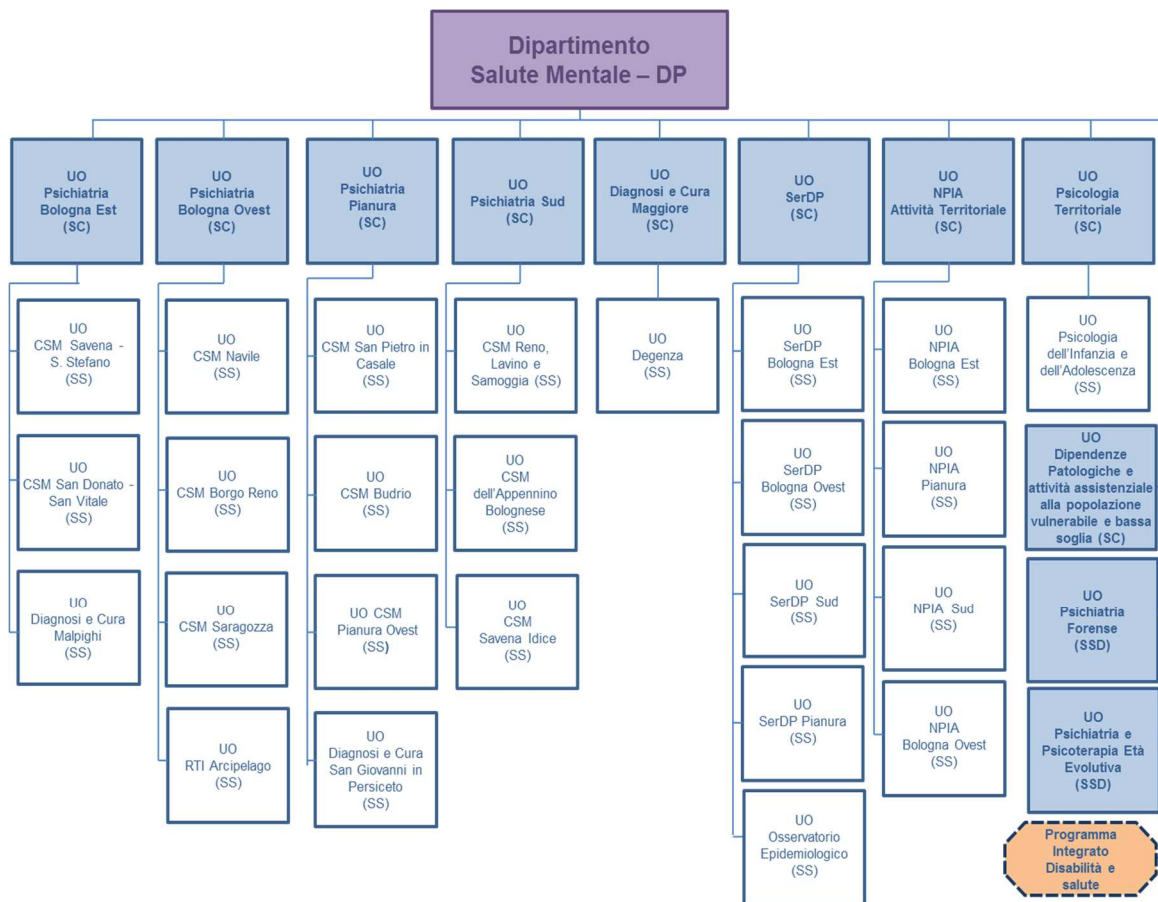 Dipartimento
Salute Mentale – DP
UO
Psichiatria
Bologna Est
(SC)
UO
Psichiatria
Bologna Ovest
(SC)
UO
Psichiatria
Pianura
(SC)
UO
Psichiatria Sud
(SC)
UO
Diagnosi e Cura
Maggiore
(SC)
UO
SerDP
(SC)
UO
NPIA
Attività Territoriale
(SC)
UO
Psicologia
Territoriale
(SC)
UO
CSM Savena -
S. Stefano
(SS)
UO
CSM Navile
(SS)
UO
CSM San Pietro in
Casale
(SS)
UO
CSM Reno,
Lavino e
Samoggia (SS)
UO
Degenza
(SS)
UO
SerDP
Bologna Est
(SS)
UO
NPIA
Bologna Est
(SS)
UO
Psicologia
dell'Infanzia e
dell'Adolescenza
(SS)
UO
CSM San Donato -
San Vitale
(SS)
UO
CSM Borgo Reno
(SS)
UO
CSM Budrio
(SS)
UO
CSM
dell'Appennino
Bolognese
(SS)
UO
SerDP
Bologna Ovest
(SS)
UO
NPIA
Pianura
(SS)
UO
Dipendenze
Patologiche e
attività assistenziale
alla popolazione
vulnerabile e bassa
soglia (SC)
UO
Diagnosi e Cura
Malpighi
(SS)
UO
CSM Saragozza
(SS)
UO CSM
Pianura Ovest
(SS)
UO
CSM
Savena Idice
(SS)
UO
SerDP Sud
(SS)
UO
NPIA Sud
(SS)
UO
Psichiatria
Forense
(SSD)
UO
RTI Arcipelago
(SS)
UO
Diagnosi e Cura
San Giovanni in
Persiceto
(SS)
UO
SerDP Pianura
(SS)
UO
NPIA
Bologna Ovest
(SS)
UO
Psichiatria e
Psicoterapia Età
Evolutiva
(SSD)
UO
Osservatorio
Epidemiologico
(SS)
Programma
Integrato
Disabilità e
salute